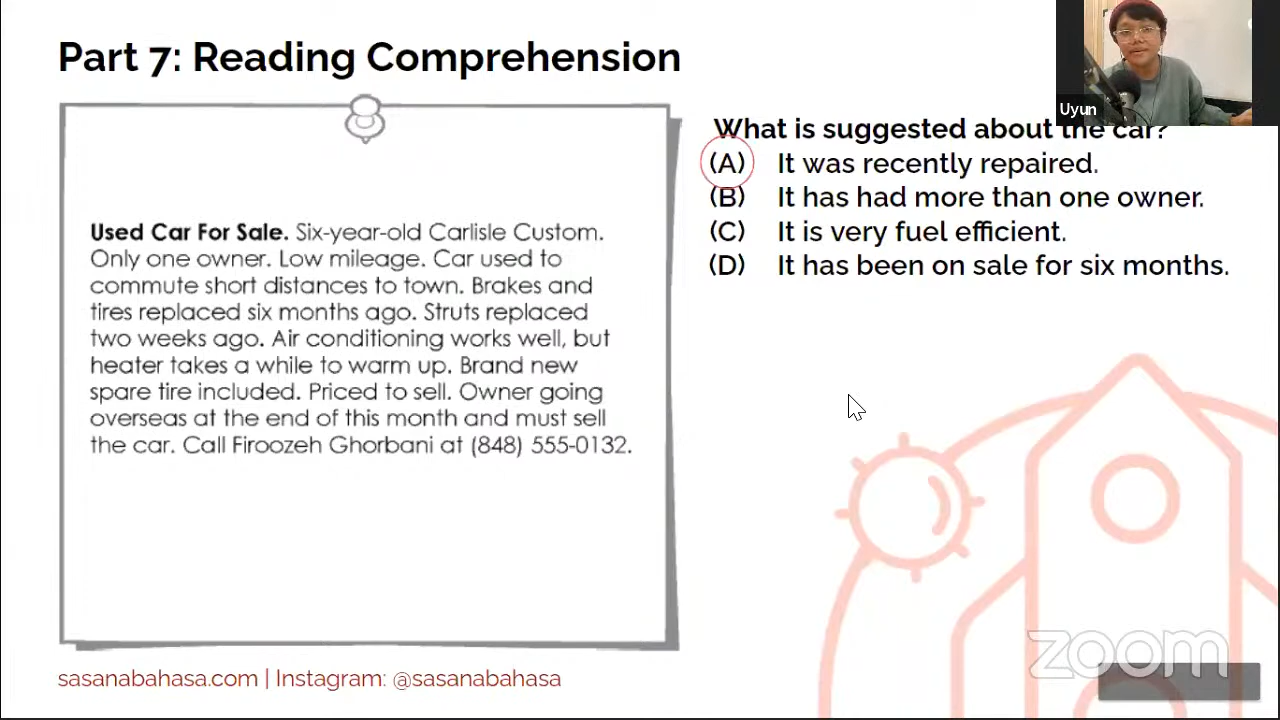 Part 7: Reading Comprehension
Used Car For Sale. Six-year-old Carlisle Custom.
Only one owner. Low mileage. Car used to
commute short distances to town. Brakes and
tires replaced six months ago. Struts replaced
two weeks ago. Air conditioning works well, but
heater takes a while to warm up. Brand new
spare tire included. Priced to sell. Owner going
overseas at the end of this month and must sell
the car. Call Firoozeh Ghorbani at (848) 555-0132.
What is suggested about the car?
(A) It was recently repaired.
(B) It has had more than one owner.
(C) It is very fuel efficient.
(D) It has been on sale for six months.
Uyun
sasanabahasa.com | Instagram: @sasanabahasa
zoom